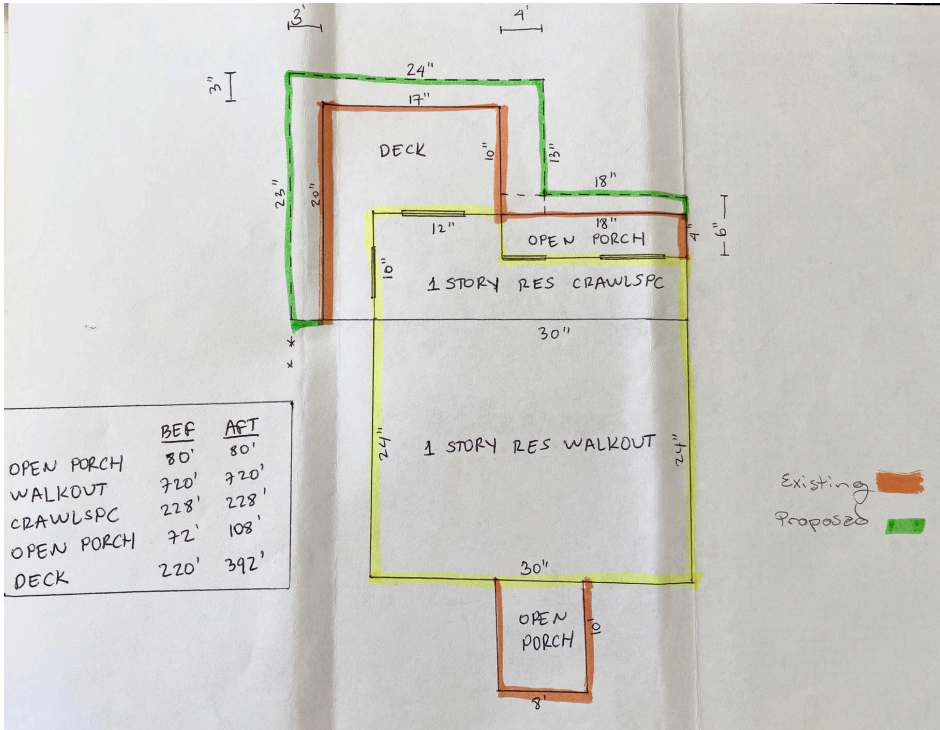 3'
4'
3"
24"
17"
DECK
10"
13"
23"
20"
18"
12"
18"
OPEN PORCH
4"
6"
10"
1 STORY RES CRAWLSPC
30"
24"
1 STORY RES WALKOUT
24"
BEF AFT
OPEN PORCH 80' 80'
WALKOUT 720' 720'
CRAWLSPC 228' 228'
OPEN PORCH 72' 108'
DECK 220' 392'
Existing
Proposed
30"
OPEN
PORCH
10'
8'